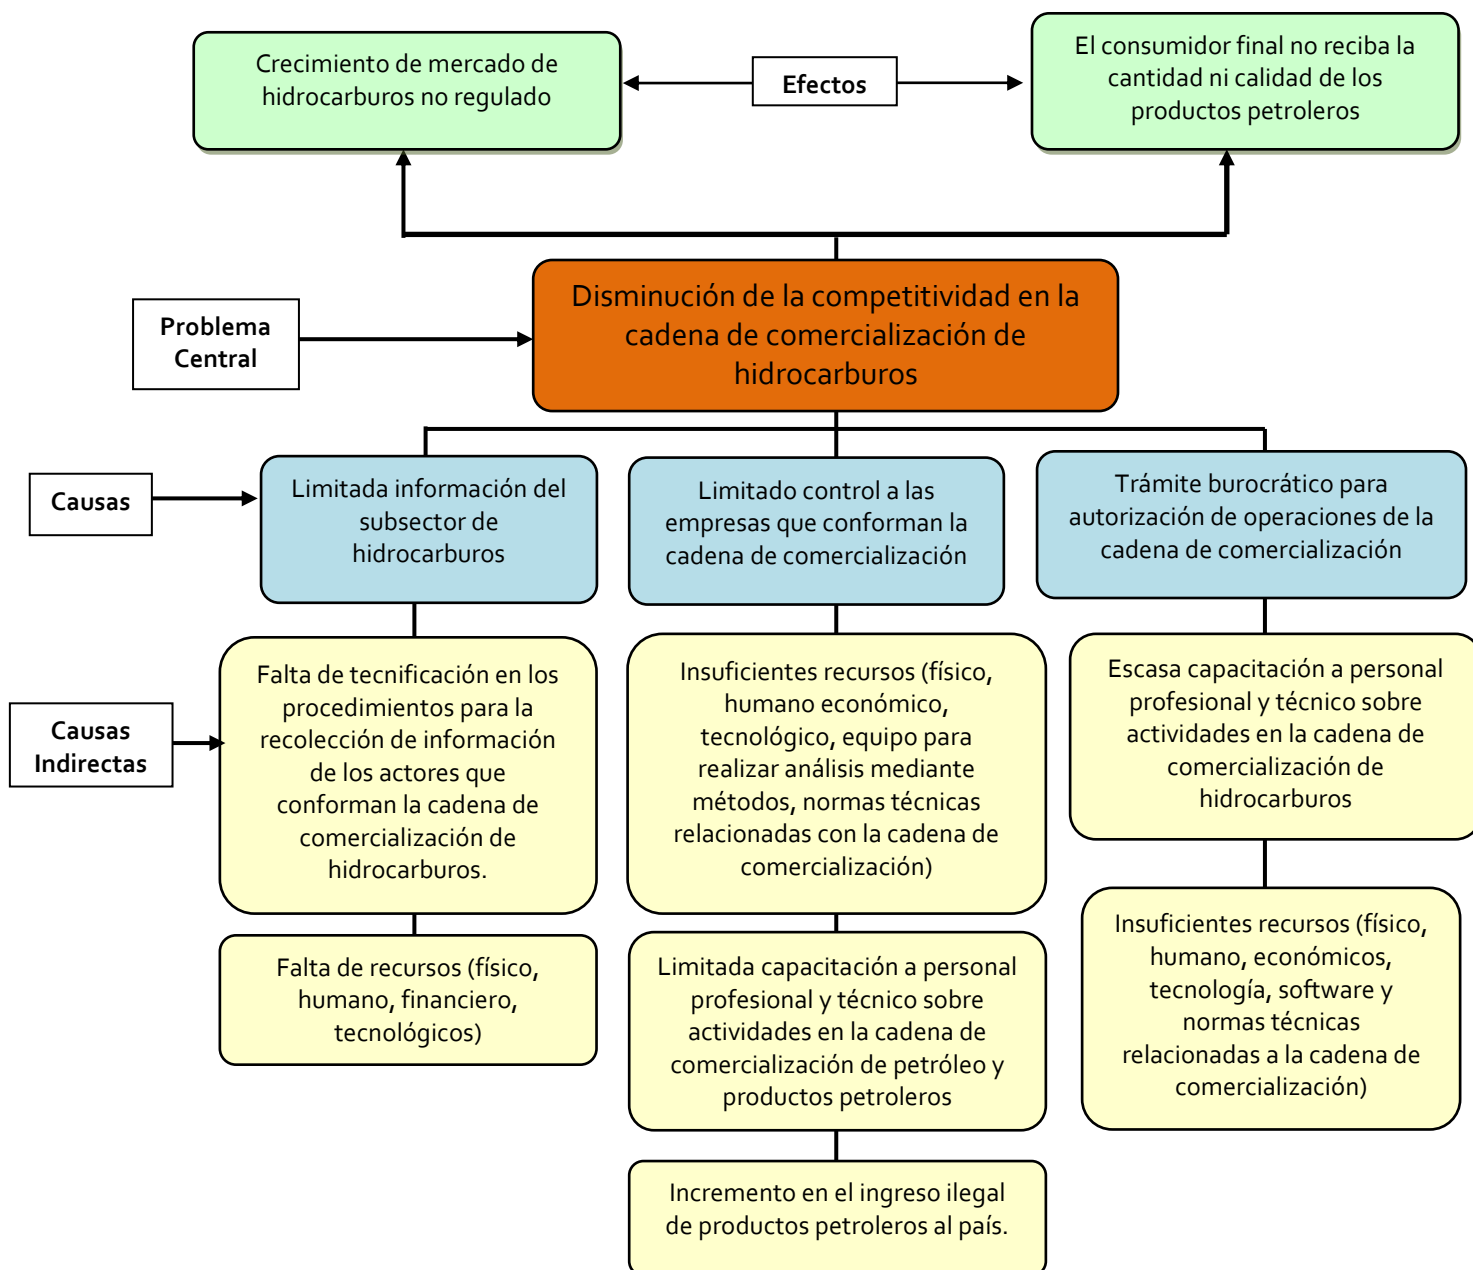 Crecimiento de mercado de
hidrocarburos no regulado
Efectos
El consumidor final no reciba la
cantidad ni calidad de los
productos petroleros
Problema
Central
Disminución de la competitividad en la
cadena de comercialización de
hidrocarburos
Causas
Limitada información del
subsector de
hidrocarburos
Limitado control a las
empresas que conforman la
cadena de comercialización
Trámite burocrático para
autorización de operaciones de la
cadena de comercialización
Causas
Indirectas
Falta de tecnificación en los
procedimientos para la
recolección de información
de los actores que
conforman la cadena de
comercialización de
hidrocarburos.
Insuficientes recursos (físico,
humano económico,
tecnológico, equipo para
realizar análisis mediante
métodos, normas técnicas
relacionadas con la cadena de
comercialización)
Escasa capacitación a personal
profesional y técnico sobre
actividades en la cadena de
comercialización de
hidrocarburos
Falta de recursos (físico,
humano, financiero,
tecnológicos)
Limitada capacitación a personal
profesional y técnico sobre
actividades en la cadena de
comercialización de petróleo y
productos petroleros
Insuficientes recursos (físico,
humano, económicos,
tecnología, software y
normas técnicas
relacionadas a la cadena de
comercialización)
Incremento en el ingreso ilegal
de productos petroleros al país.